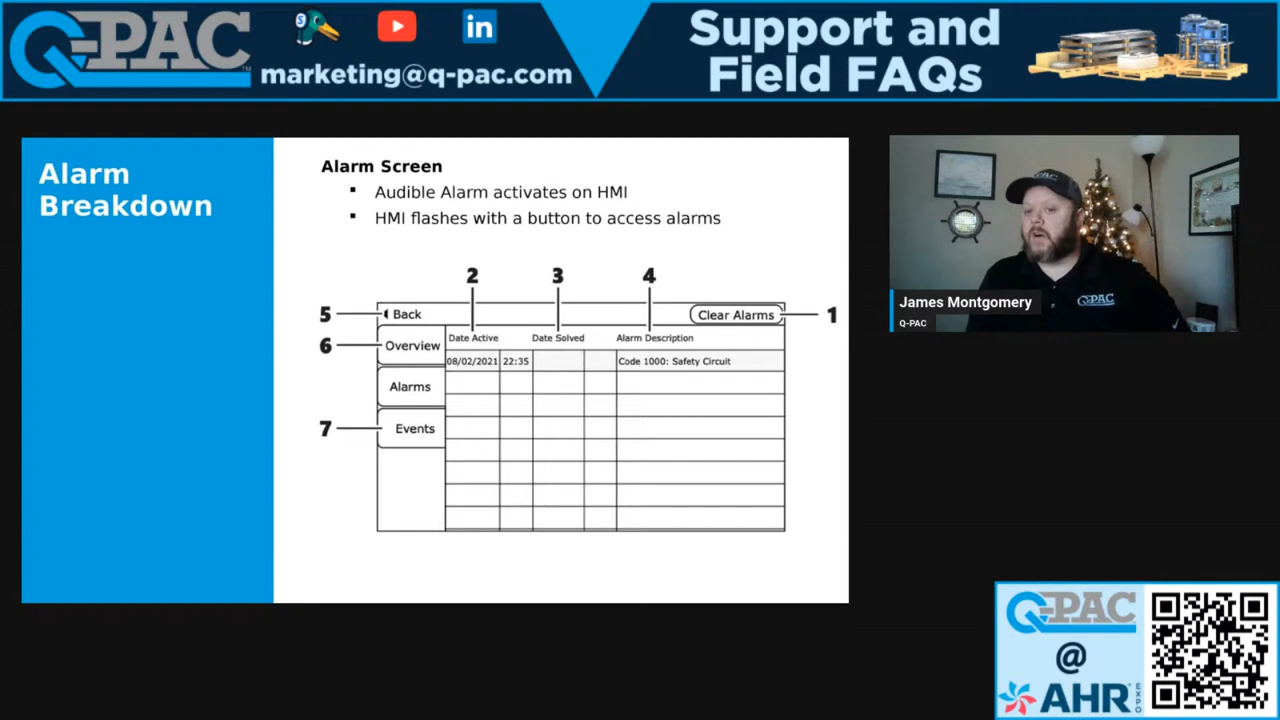 Q-PAC
marketing@q-pac.com
Support and
Field FAQs
Alarm
Breakdown
Alarm Screen
▪ Audible Alarm activates on HMI
▪ HMI flashes with a button to access alarms
2 3 4
5 Back Clear Alarms 1
6 Overview Date Active Date Solved Alarm Description
08/02/2021 22:35 Code 1000: Safety Circuit
Alarms
7 Events
Q-PAC
James Montgomery
Q-PAC
Q-PAC
@
AHR EXPO